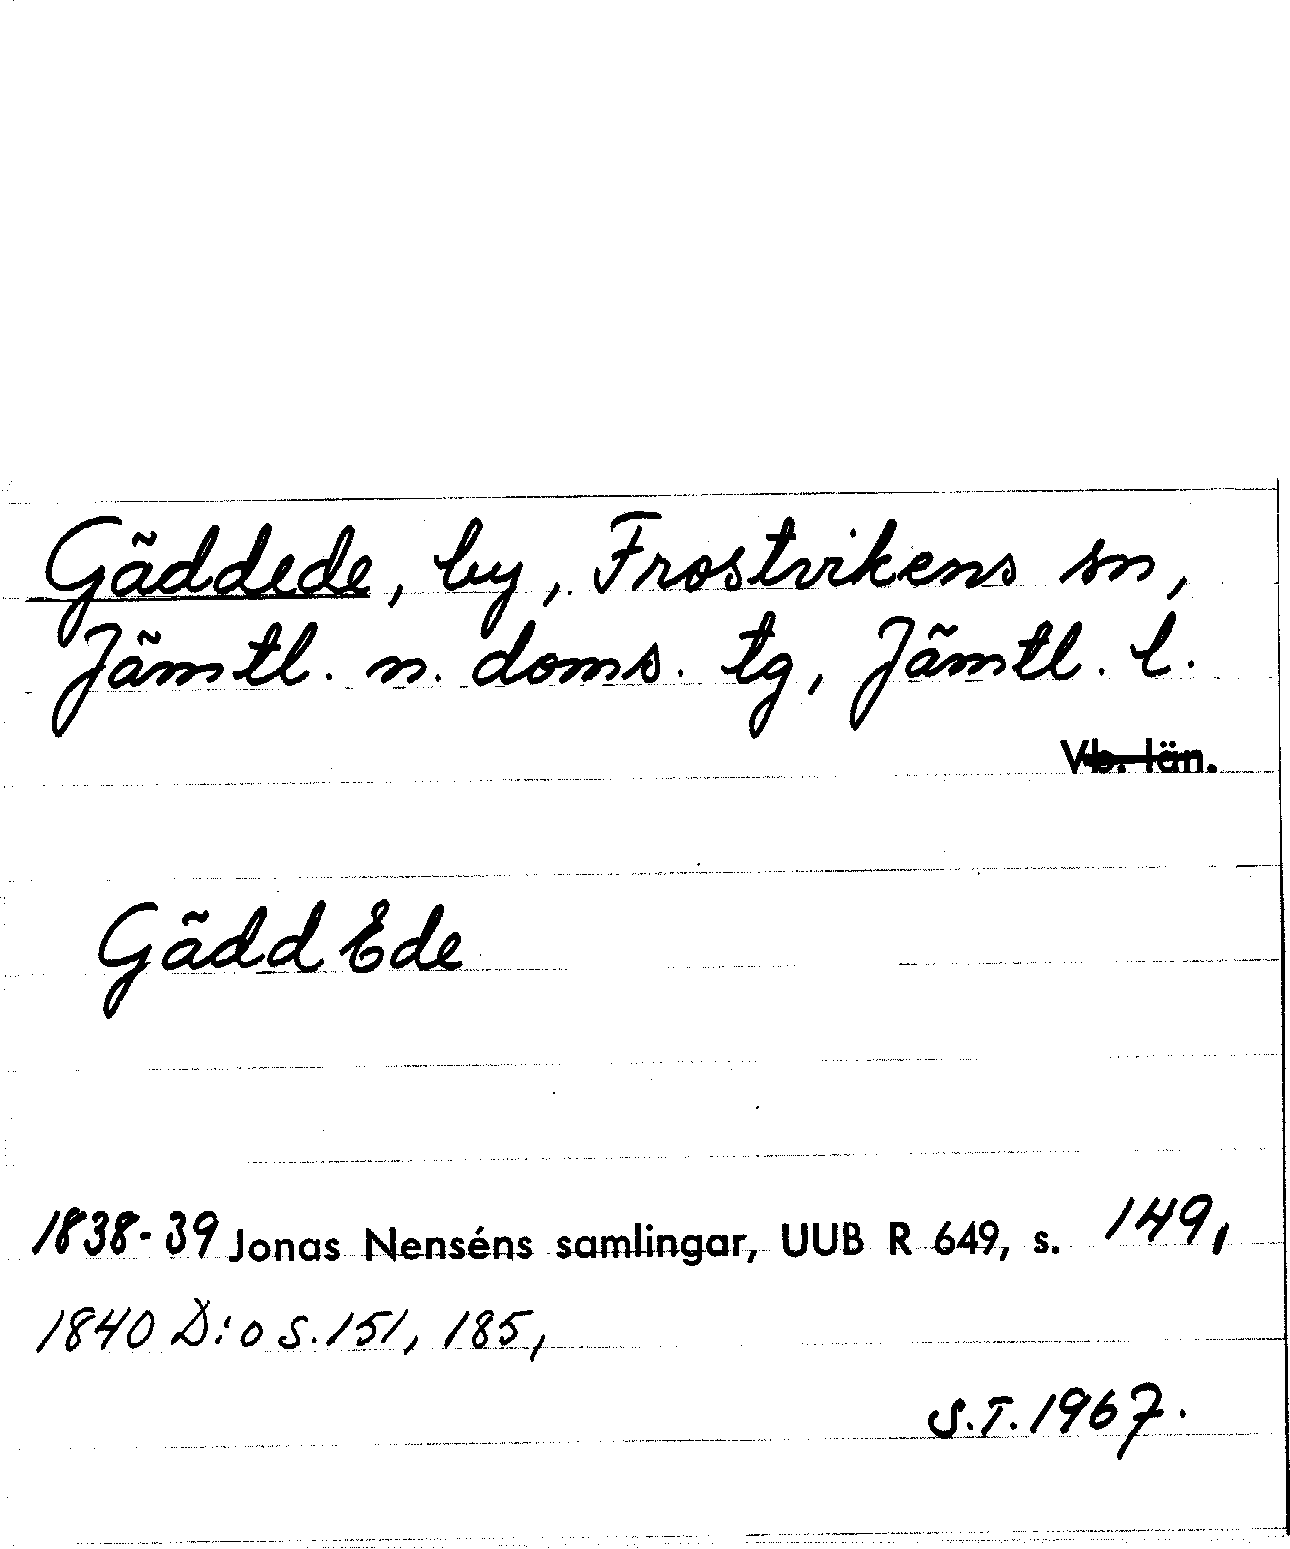 Gäddede, by, Frostvikens sn,
Jämtl. n. doms. tg, Jämtl. l.
Vb. län.
Gädd Ede
1838-39 Jonas Nenséns samlingar, UUB R 649, s. 149,
1840 D:o s. 151, 185,
S.T. 1967.